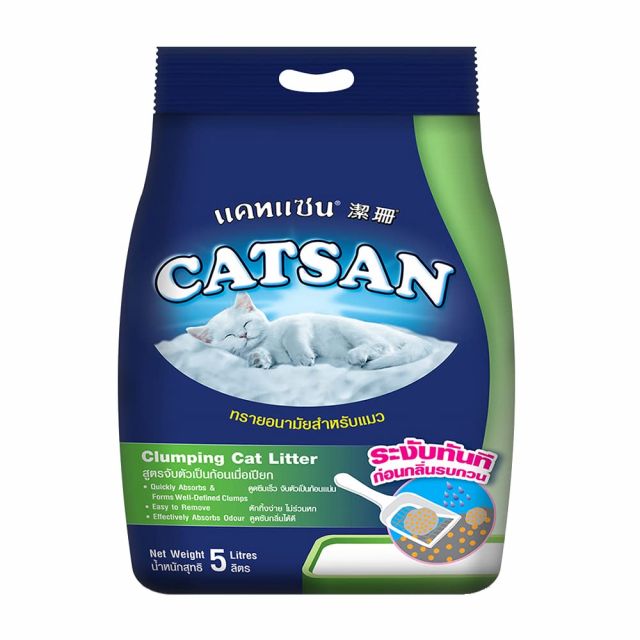 แคทแซน® 潔珊
CATSAN
ทรายอนามัยสำหรับแมว
Clumping Cat Litter
สูตรจับตัวเป็นก้อนเมื่อเปียก
• Quickly Absorbs & ดูดซึมเร็ว จับตัวเป็นก้อนแน่น
Forms Well-Defined Clumps
• Easy to Remove ตักทิ้งง่าย ไม่ร่วนหก
• Effectively Absorbs Odour ดูดซับกลิ่นได้ดี
Net Weight 5 Litres
น้ำหนักสุทธิ 5 ลิตร
ระงับทันที
ก่อนกลิ่นรบกวน